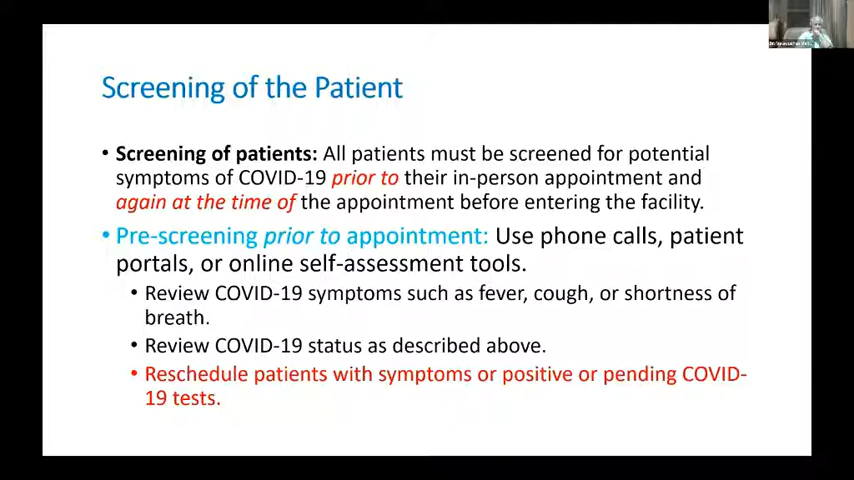 Screening of the Patient
• Screening of patients: All patients must be screened for potential
symptoms of COVID-19 prior to their in-person appointment and
again at the time of the appointment before entering the facility.
• Pre-screening prior to appointment: Use phone calls, patient
portals, or online self-assessment tools.
• Review COVID-19 symptoms such as fever, cough, or shortness of
breath.
• Review COVID-19 status as described above.
• Reschedule patients with symptoms or positive or pending COVID-
19 tests.